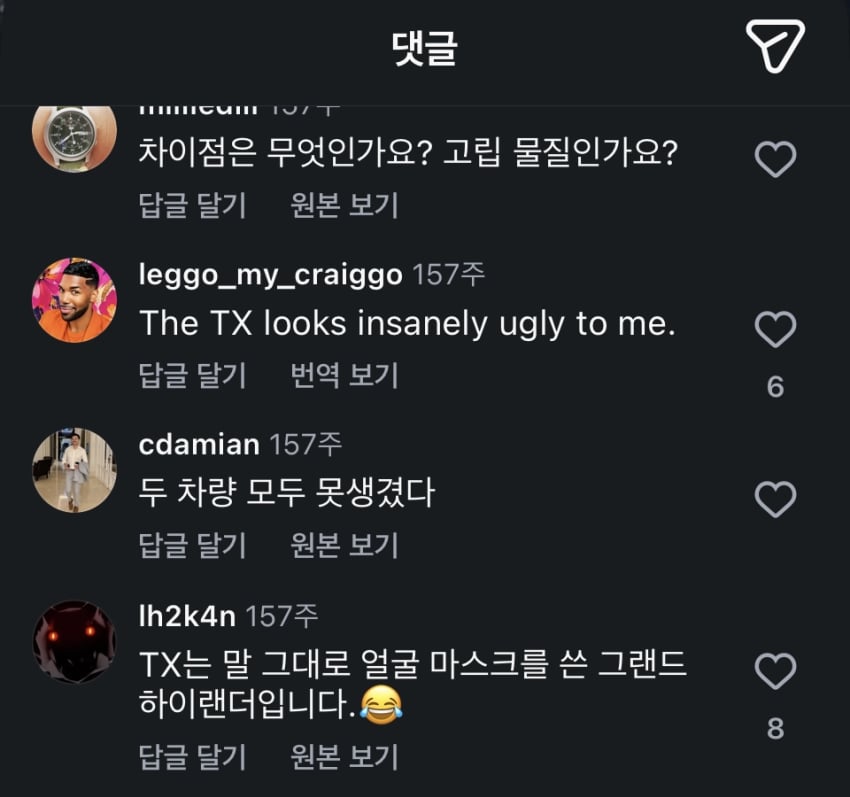 댓글
157주
차이점은 무엇인가요? 고립 물질인가요?
답글 달기 원본 보기
leggo_my_craiggo 157주
The TX looks insanely ugly to me.
답글 달기 번역 보기
6
cdamian 157주
두 차량 모두 못생겼다
답글 달기 원본 보기
lh2k4n 157주
TX는 말 그대로 얼굴 마스크를 쓴 그랜드
하이랜더입니다.😂
8
답글 달기 원본 보기